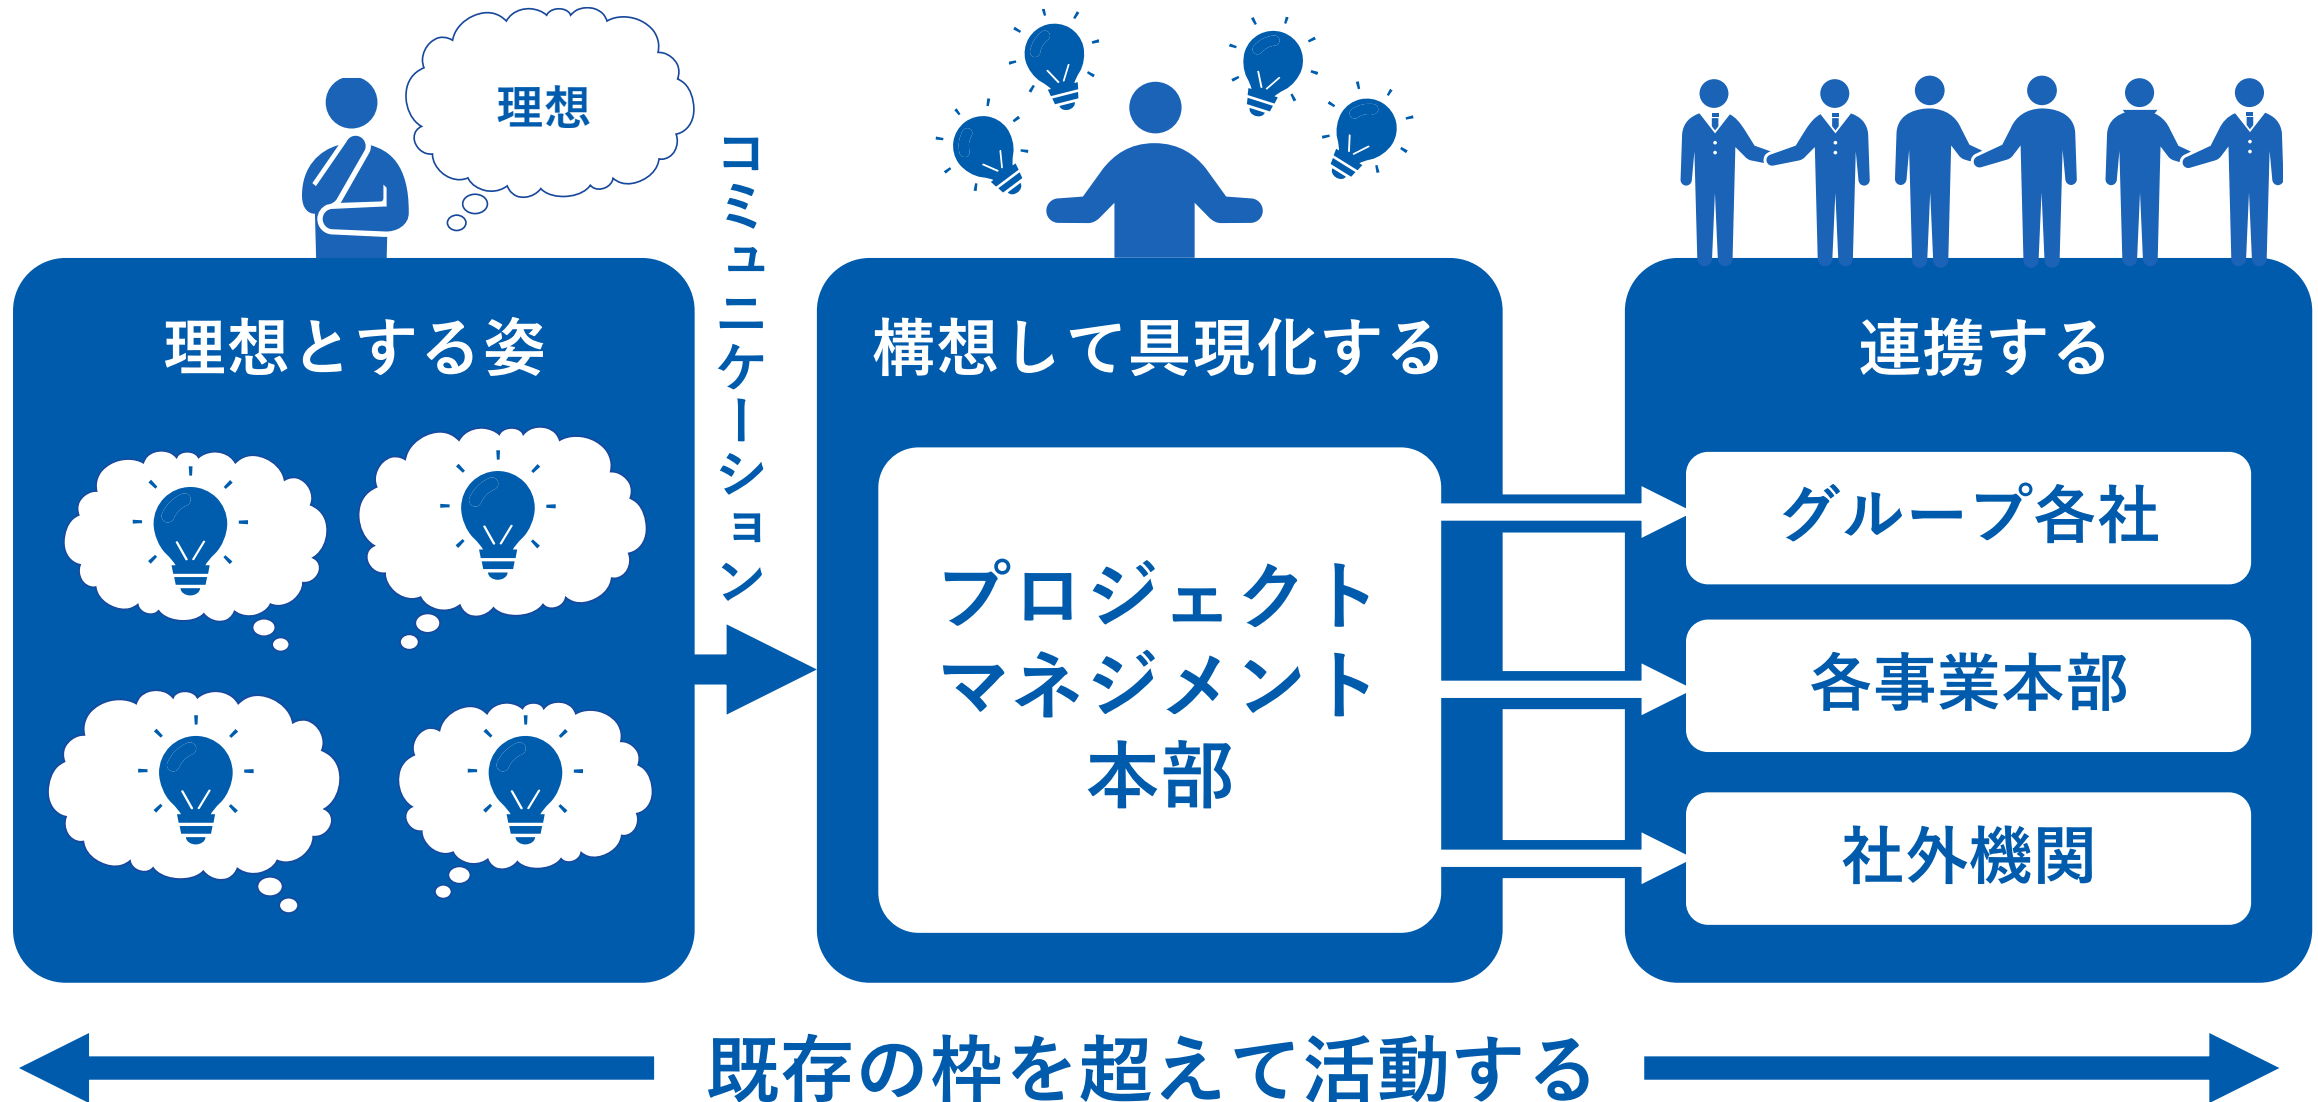 理想
理想とする姿
コミュニケーション
構想して具現化する
プロジェクト
マネジメント
本部
連携する
グループ各社
各事業本部
社外機関
既存の枠を超えて活動する